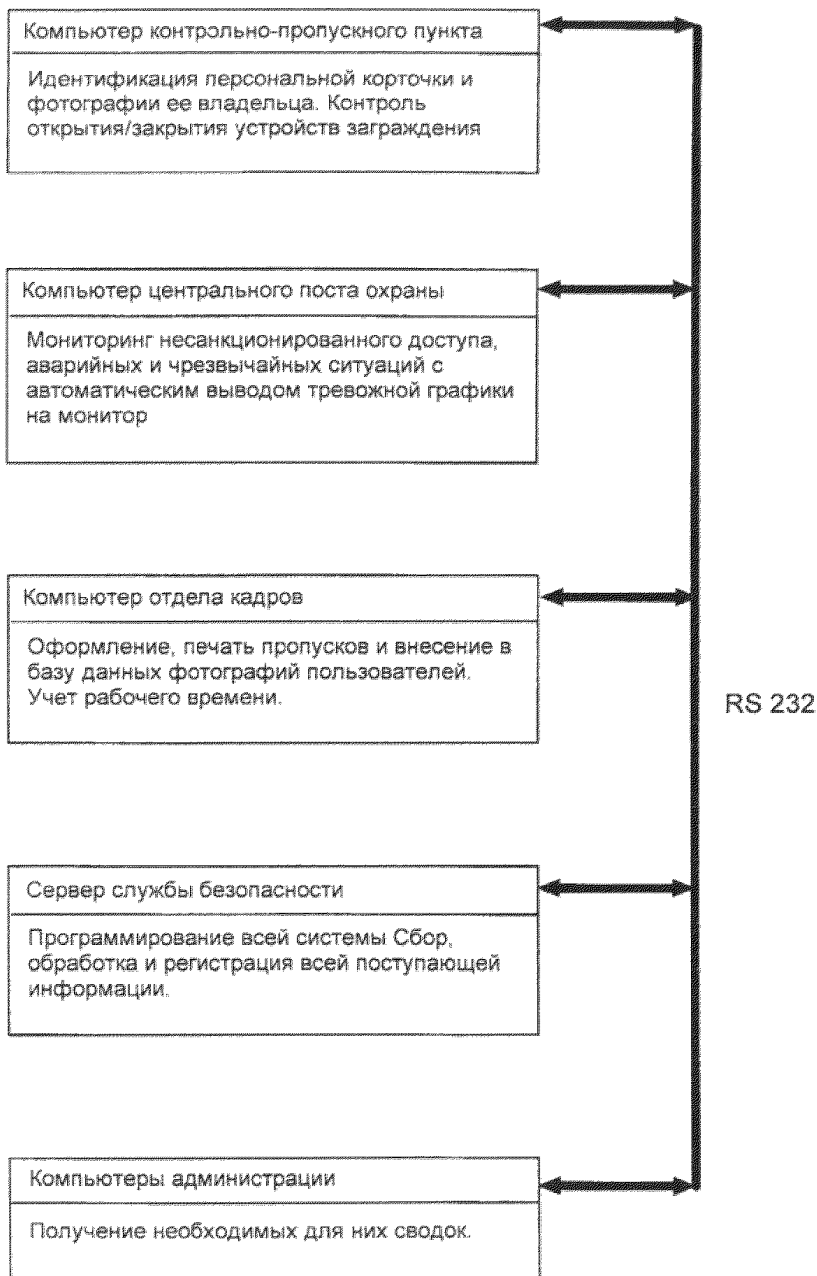 Компьютер контрольно-пропускного пункта
Идентификация персональной корточки и
фотографии ее владельца. Контроль
открытия/закрытия устройств заграждения
Компьютер центрального поста охраны
Мониторинг несанкционированного доступа,
аварийных и чрезвычайных ситуаций с
автоматическим выводом тревожной графики
на монитор
Компьютер отдела кадров
Оформление, печать пропусков и внесение в
базу данных фотографий пользователей.
Учет рабочего времени.
RS 232
Сервер службы безопасности
Программирование всей системы Сбор,
обработка и регистрация всей поступающей
информации.
Компьютеры администрации
Получение необходимых для них сводок.